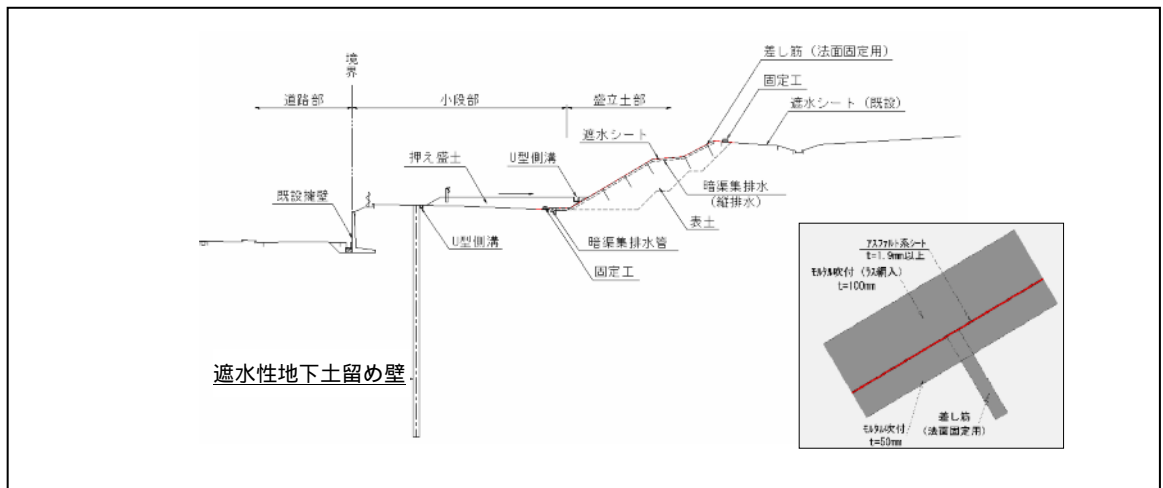 差し筋（法面固定用）
境界
固定工
道路部
小段部
盛立土部
遮水シート（既設）
遮水シート
押え盛土
U型側溝
既設擁壁
暗渠集排水
（縦排水）
表土
U型側溝
暗渠集排水管
固定工
遮水性地下土留め壁
アスファルト系シート
t=1.9mm以上
モルタル吹付（ラス網入）
t=100mm
差し筋
（法面固定用）
モルタル吹付
t=50mm